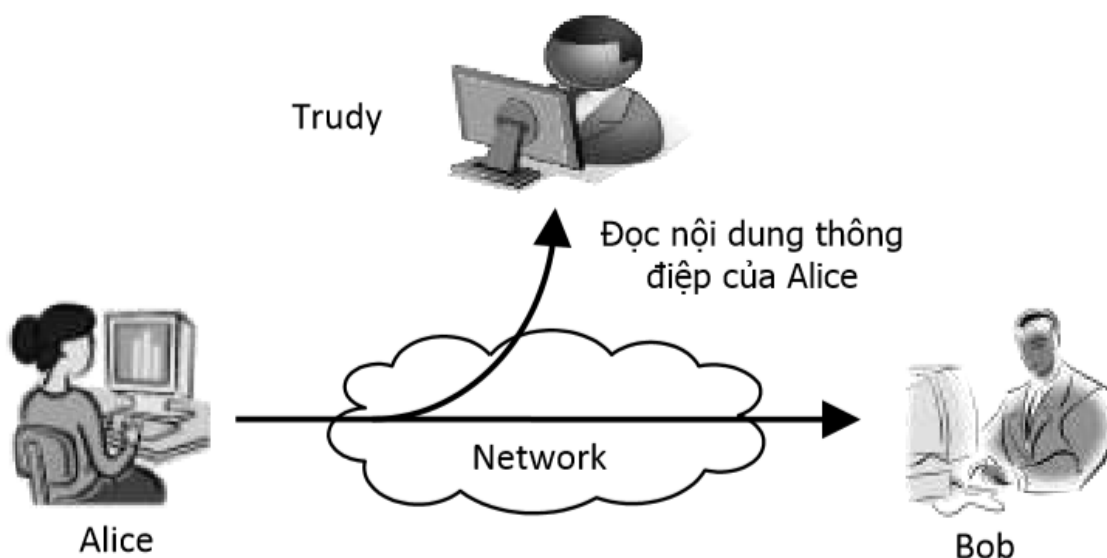 Trudy
Đọc nội dung thông
điệp của Alice
Network
Alice
Bob